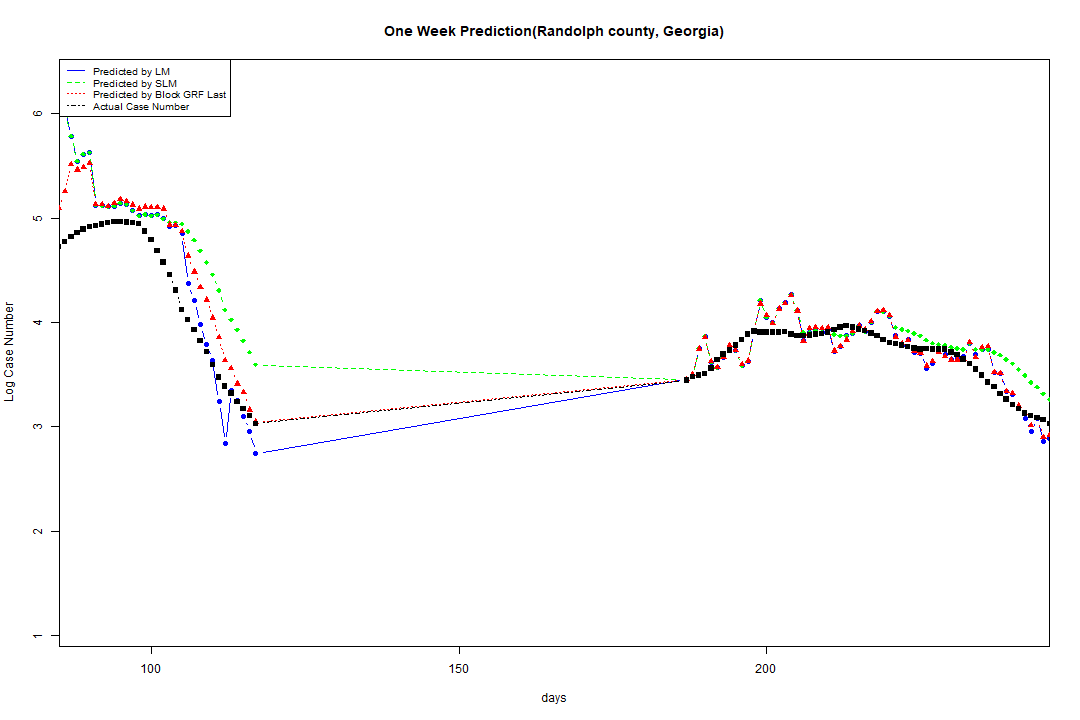 One Week Prediction(Randolph county, Georgia)
Predicted by LM
Predicted by SLM
Predicted by Block GRF Last
Actual Case Number
Log Case Number
6
5
4
3
2
1
100 150 200
days